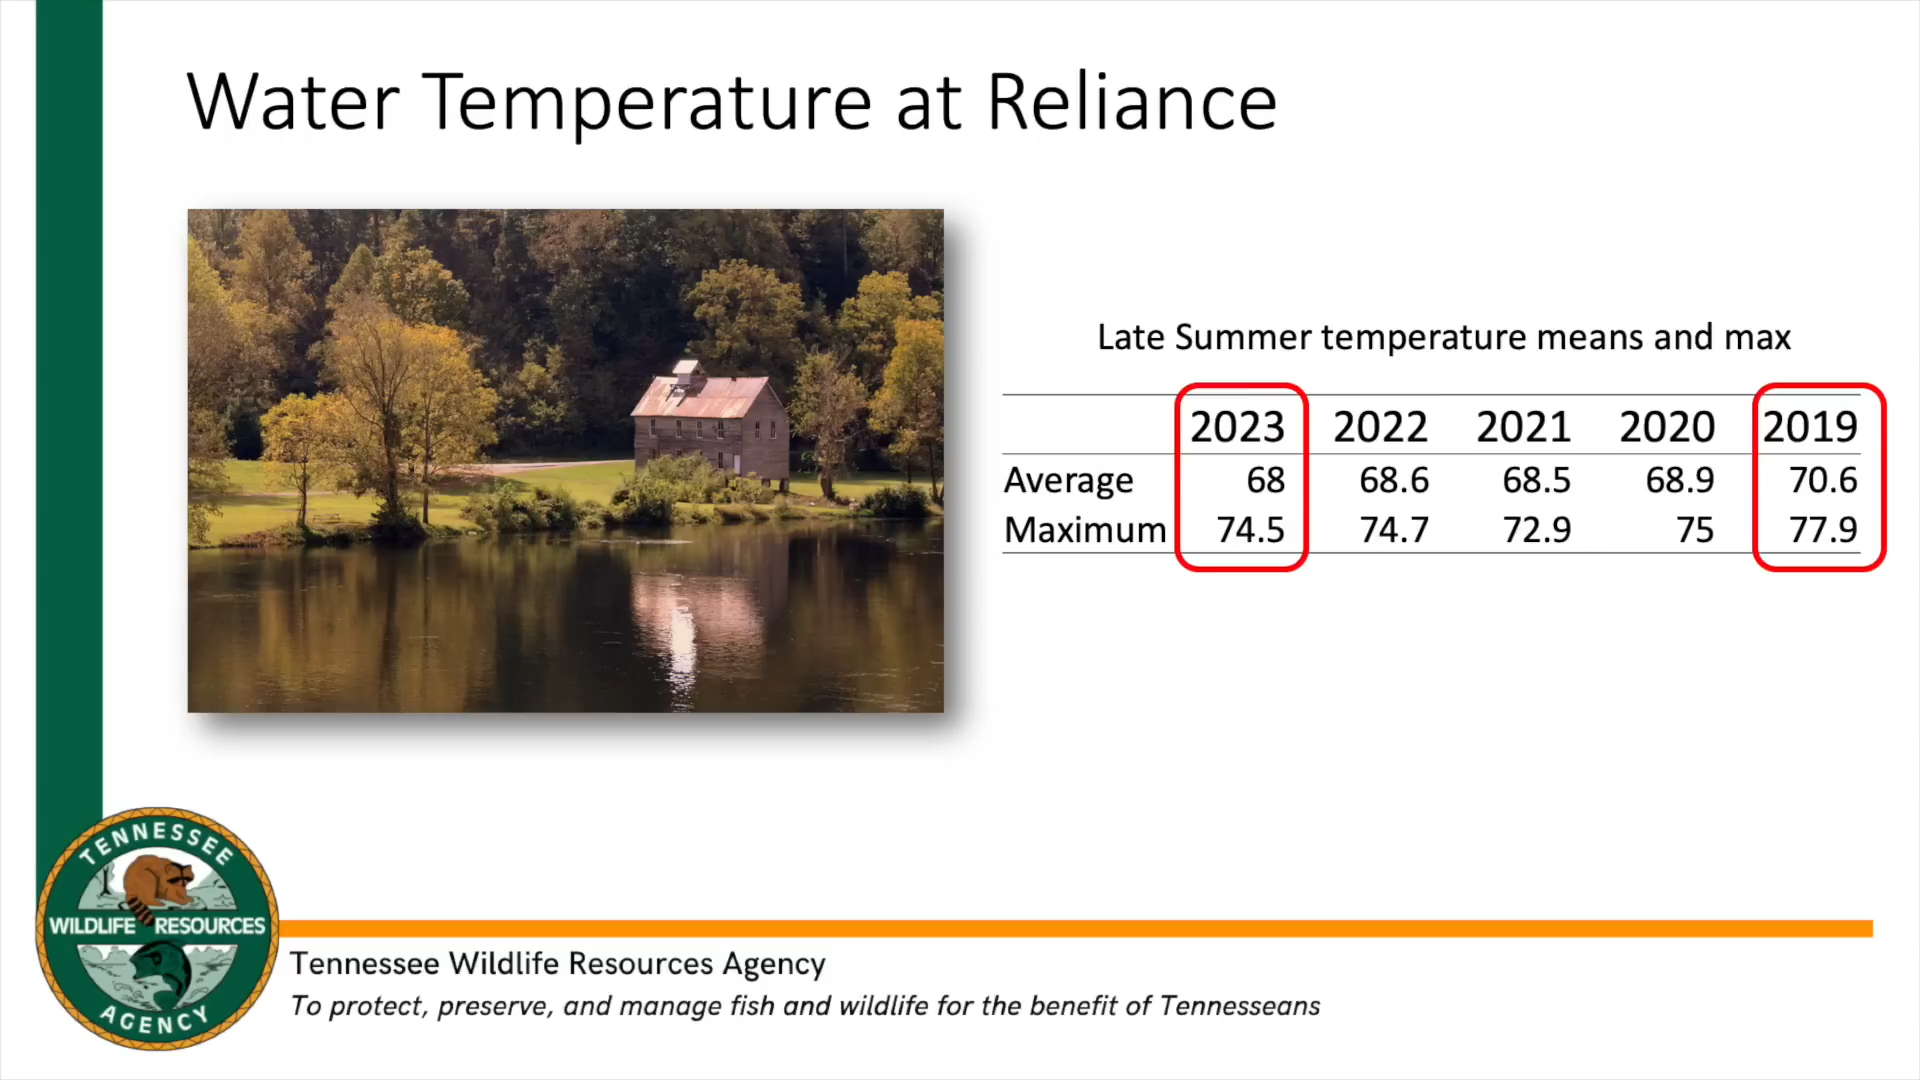 Water Temperature at Reliance
Late Summer temperature means and max
2023 2022 2021 2020 2019
Average 68 68.6 68.5 68.9 70.6
Maximum 74.5 74.7 72.9 75 77.9
TENNESSEE
WILDLIFE RESOURCES
AGENCY
Tennessee Wildlife Resources Agency
To protect, preserve, and manage fish and wildlife for the benefit of Tennesseans